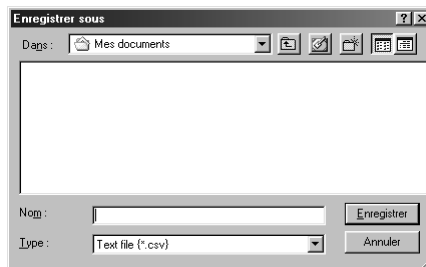 Enregistrer sous
Dans : Mes documents
Nom : Enregistrer
Type : Text file {*.csv} Annuler